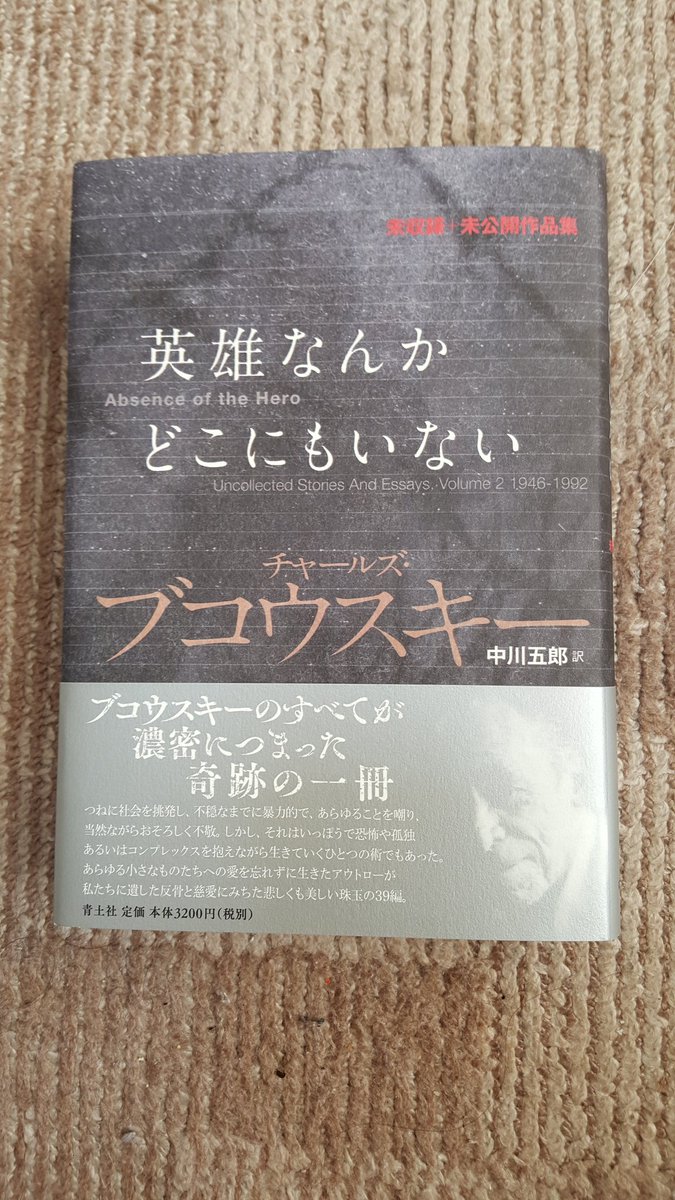 未収録+未公開作品集
英雄なんか
Absence of the Hero
どこにもいない
Uncollected Stories And Essays, Volume 2 1946-1992
チャールズ・
ブコウスキー
中川五郎 訳
ブコウスキーのすべてが
濃密につまった
奇跡の一冊
つねに社会を挑発し、不穏なまでに暴力的で、あらゆることを嘲り、
当然ながらおそろしく不敬。しかし、それはいっぽうで恐怖や孤独
あるいはコンプレックスを抱えながら生きていくひとつの術でもあった。
あらゆる小さなものたちへの愛を忘れずに生きたアウトローが
私たちに遺した反骨と慈愛にみちた悲しくも美しい珠玉の39編。
青土社 定価 本体3200円(税別)